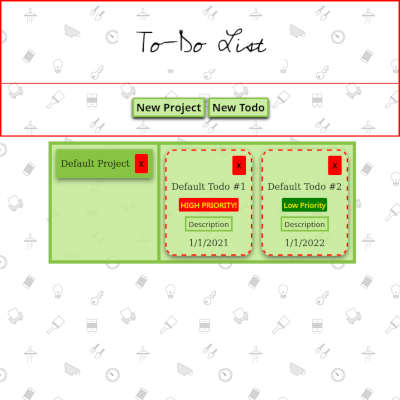 To-Do List
New Project New Todo
Default Project X
X
Default Todo #1
HIGH PRIORITY!
Description
1/1/2021
X
Default Todo #2
Low Priority
Description
1/1/2022